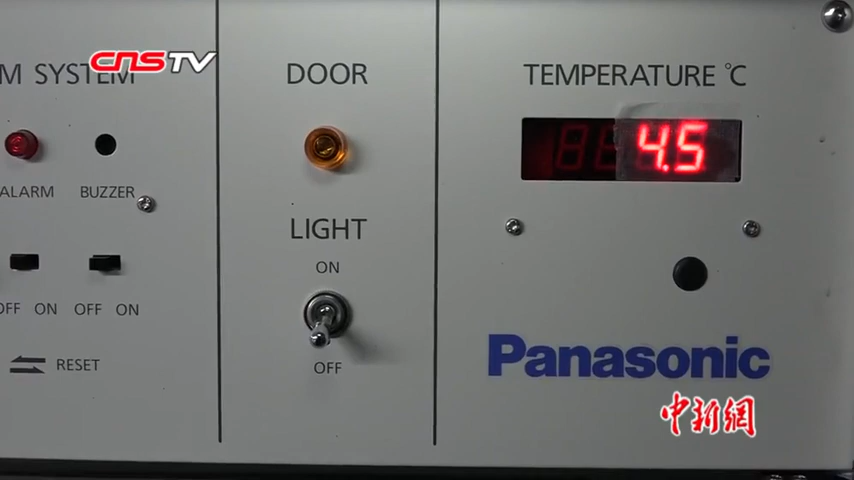 CNSTV
M SYSTEM
ALARM
BUZZER
OFF ON
OFF ON
RESET
DOOR
LIGHT
ON
OFF
TEMPERATURE °C
4.5
Panasonic
中新網